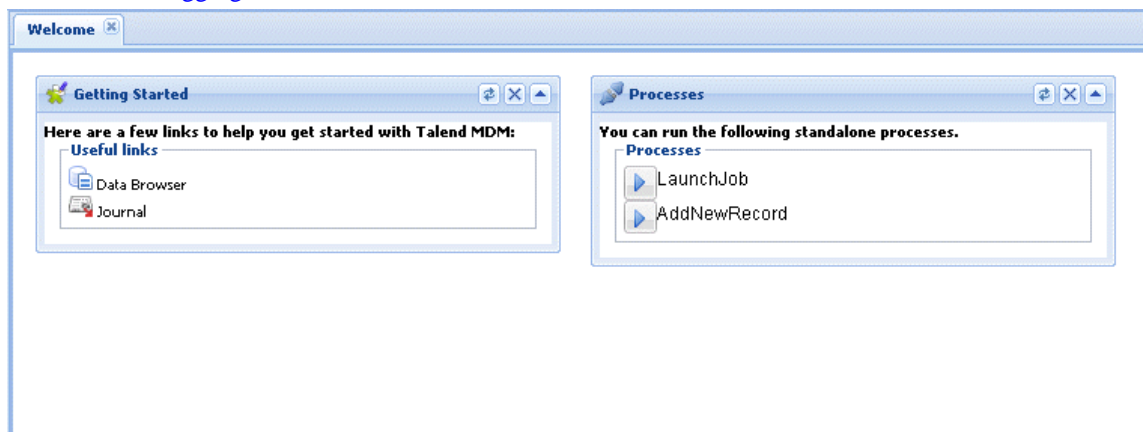 Welcome
Getting Started
Here are a few links to help you get started with Talend MDM:
Useful links
Data Browser
Journal
Processes
You can run the following standalone processes.
Processes
LaunchJob
AddNewRecord